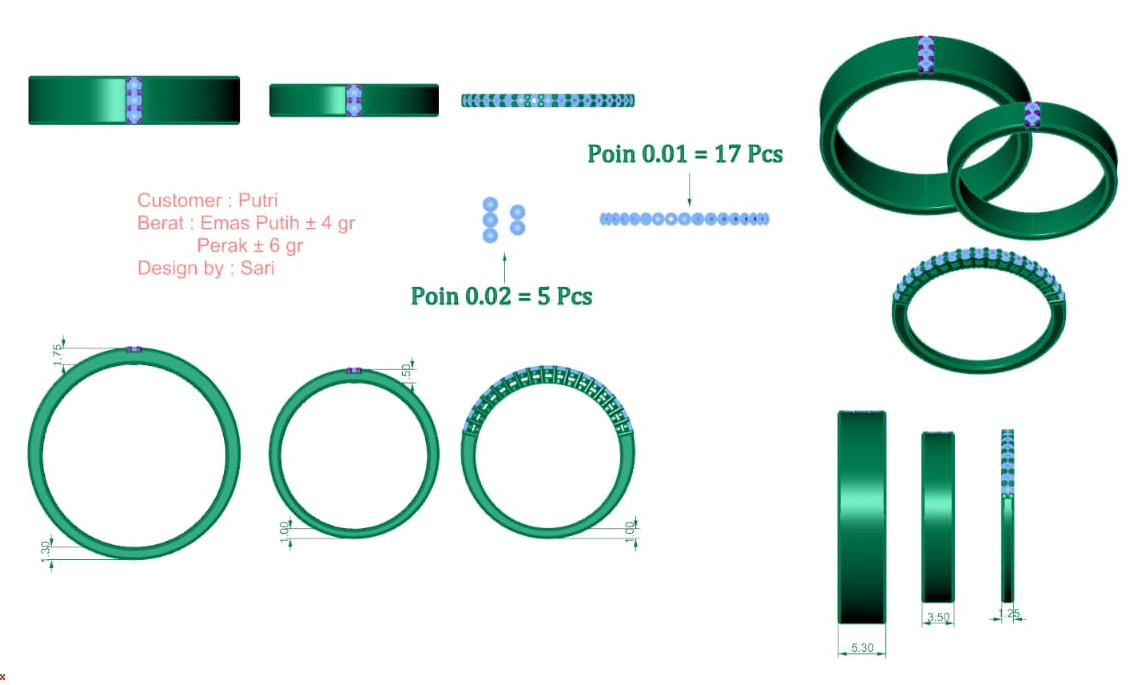 Poin 0.01 = 17 Pcs
Customer : Putri
Berat : Emas Putih ± 4 gr
Perak ± 6 gr
Design by : Sari
Poin 0.02 = 5 Pcs
1.75
1.50
1.30
1.00
1.00
5.30
3.50
1.25
x